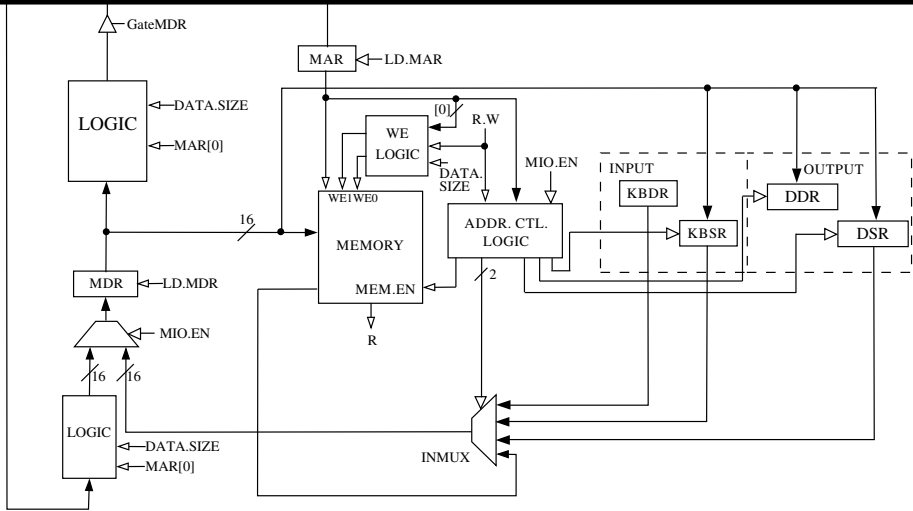 GateMDR
MAR
LD.MAR
LOGIC
DATA.SIZE
MAR[0]
[0]
R.W
WE
LOGIC
DATA.
SIZE
MIO.EN
INPUT
OUTPUT
KBDR
DDR
WE1WE0
16
MEMORY
ADDR. CTL.
LOGIC
KBSR
DSR
MDR
LD.MDR
MEM.EN
2
R
MIO.EN
16
16
LOGIC
DATA.SIZE
MAR[0]
INMUX